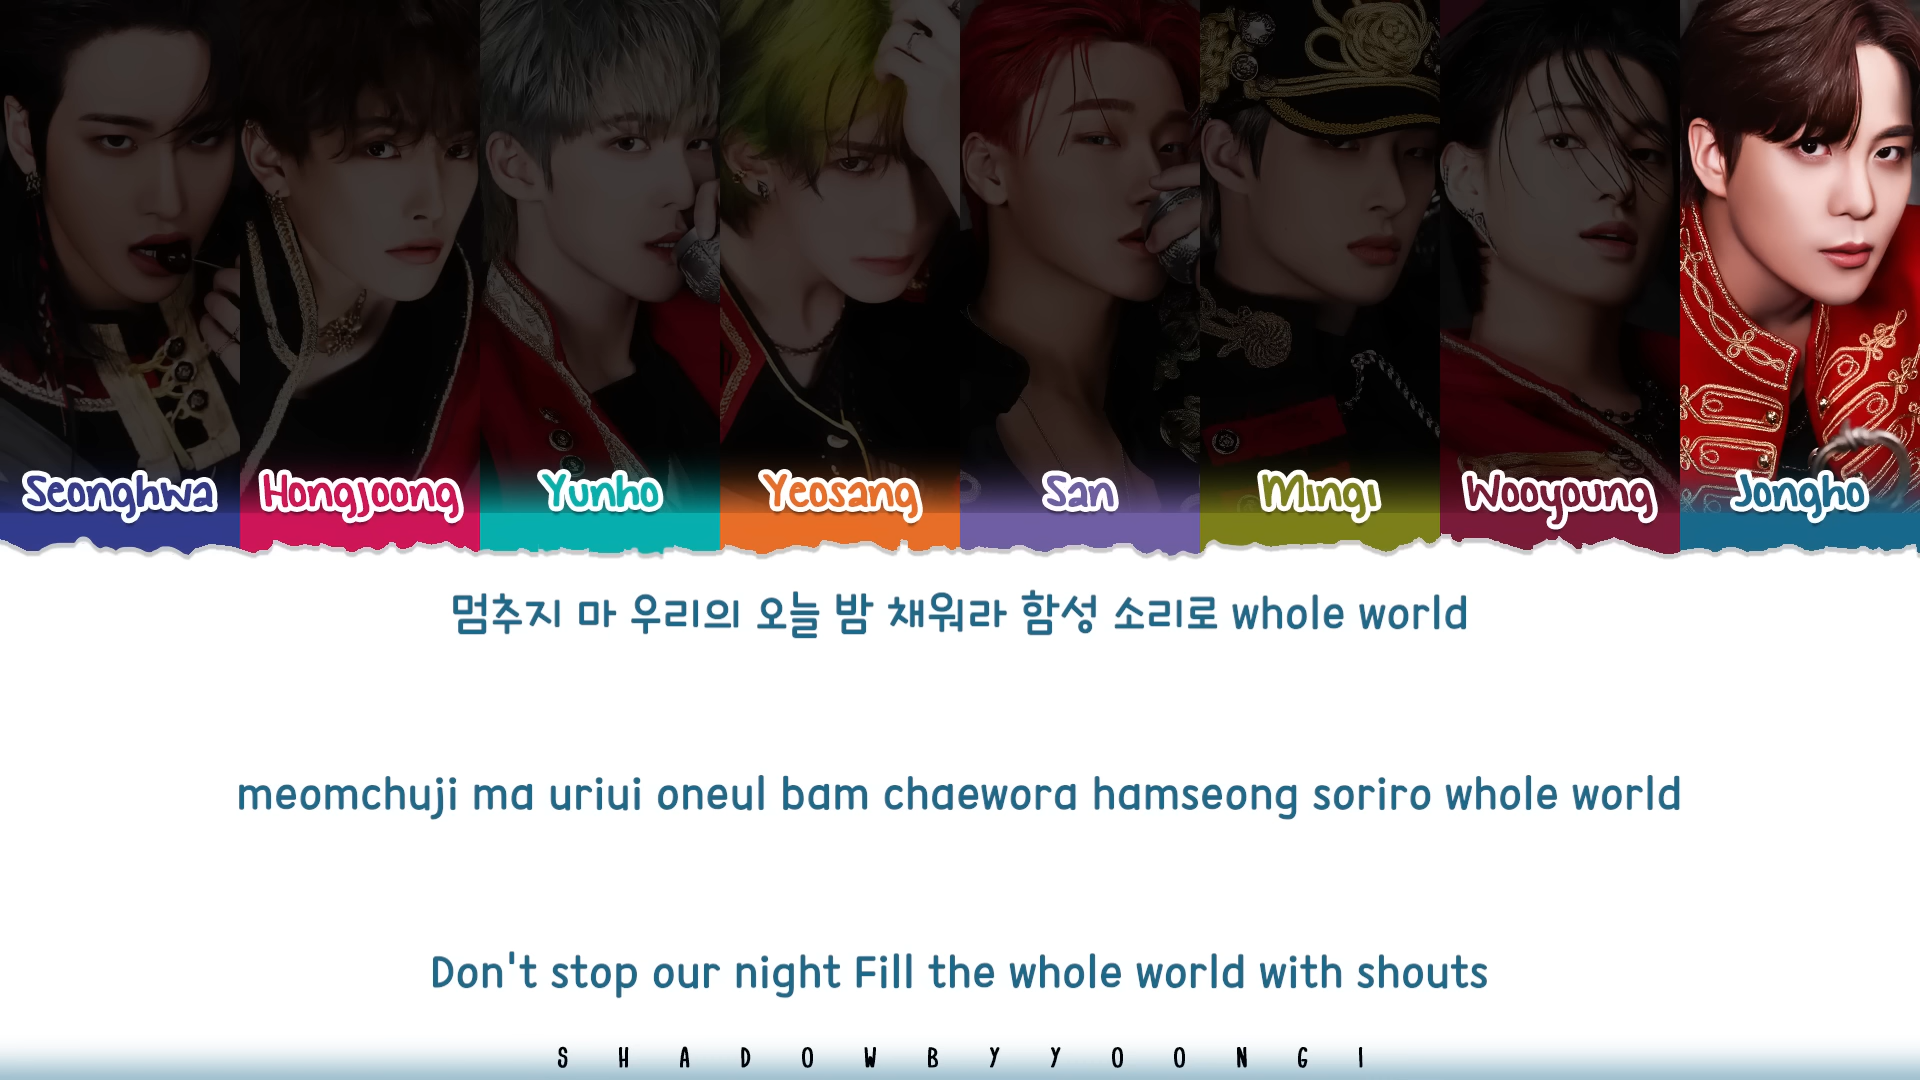 Seonghwa Hongjoong Yunho Yeosang San Mingi Wooyoung Jongho
멈추지 마 우리의 오늘 밤 채워라 함성 소리로 whole world
meomchuji ma uriui oneul bam chaewora hamseong soriro whole world
Don't stop our night Fill the whole world with shouts
SHADOWBYYOONGI